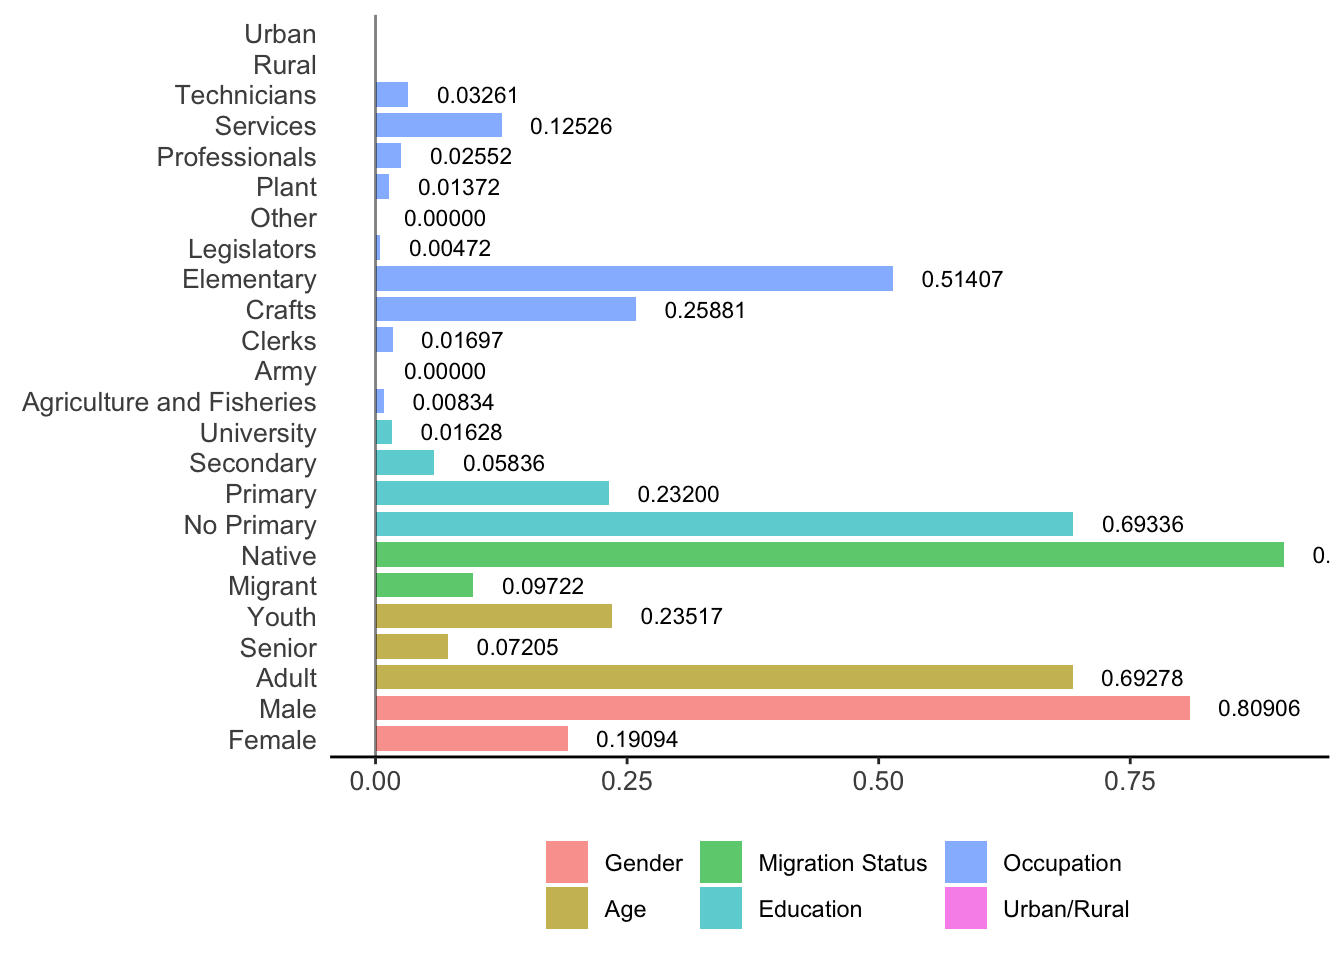 Urban
Rural
Technicians 0.03261
Services 0.12526
Professionals 0.02552
Plant 0.01372
Other 0.00000
Legislators 0.00472
Elementary 0.51407
Crafts 0.25881
Clerks 0.01697
Army 0.00000
Agriculture and Fisheries 0.00834
University 0.01628
Secondary 0.05836
Primary 0.23200
No Primary 0.69336
Native 0.
Migrant 0.09722
Youth 0.23517
Senior 0.07205
Adult 0.69278
Male 0.80906
Female 0.19094
0.00 0.25 0.50 0.75
Gender Migration Status Occupation
Age Education Urban/Rural